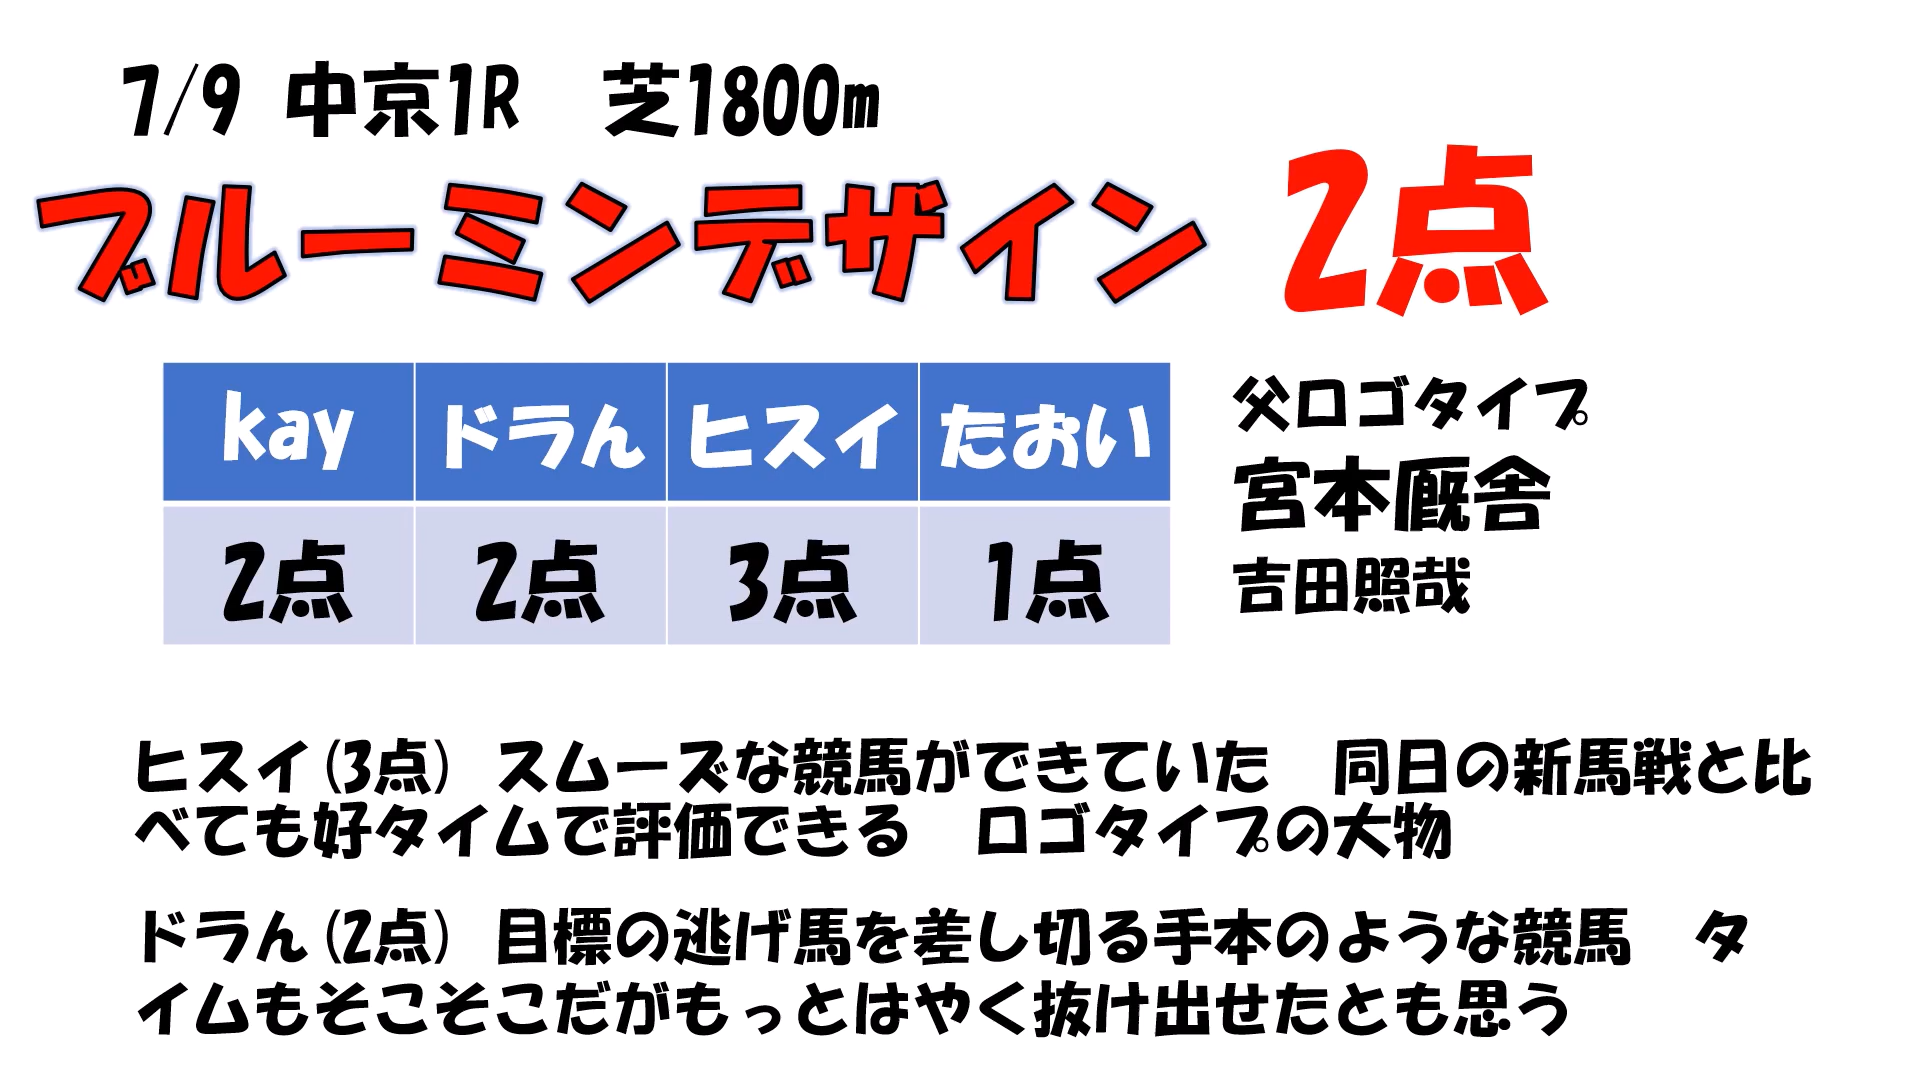 7/9 中京1R　芝1800m
ブルーミンデザイン 2点
kay ドラん ヒスイ たおい
2点 2点 3点 1点
父ロゴタイプ
宮本厩舎
吉田照哉
ヒスイ(3点) スムーズな競馬ができていた　同日の新馬戦と比
べても好タイムで評価できる　ロゴタイプの大物
ドラん(2点) 目標の逃げ馬を差し切る手本のような競馬　タ
イムもそこそこだがもっとはやく抜け出せたとも思う